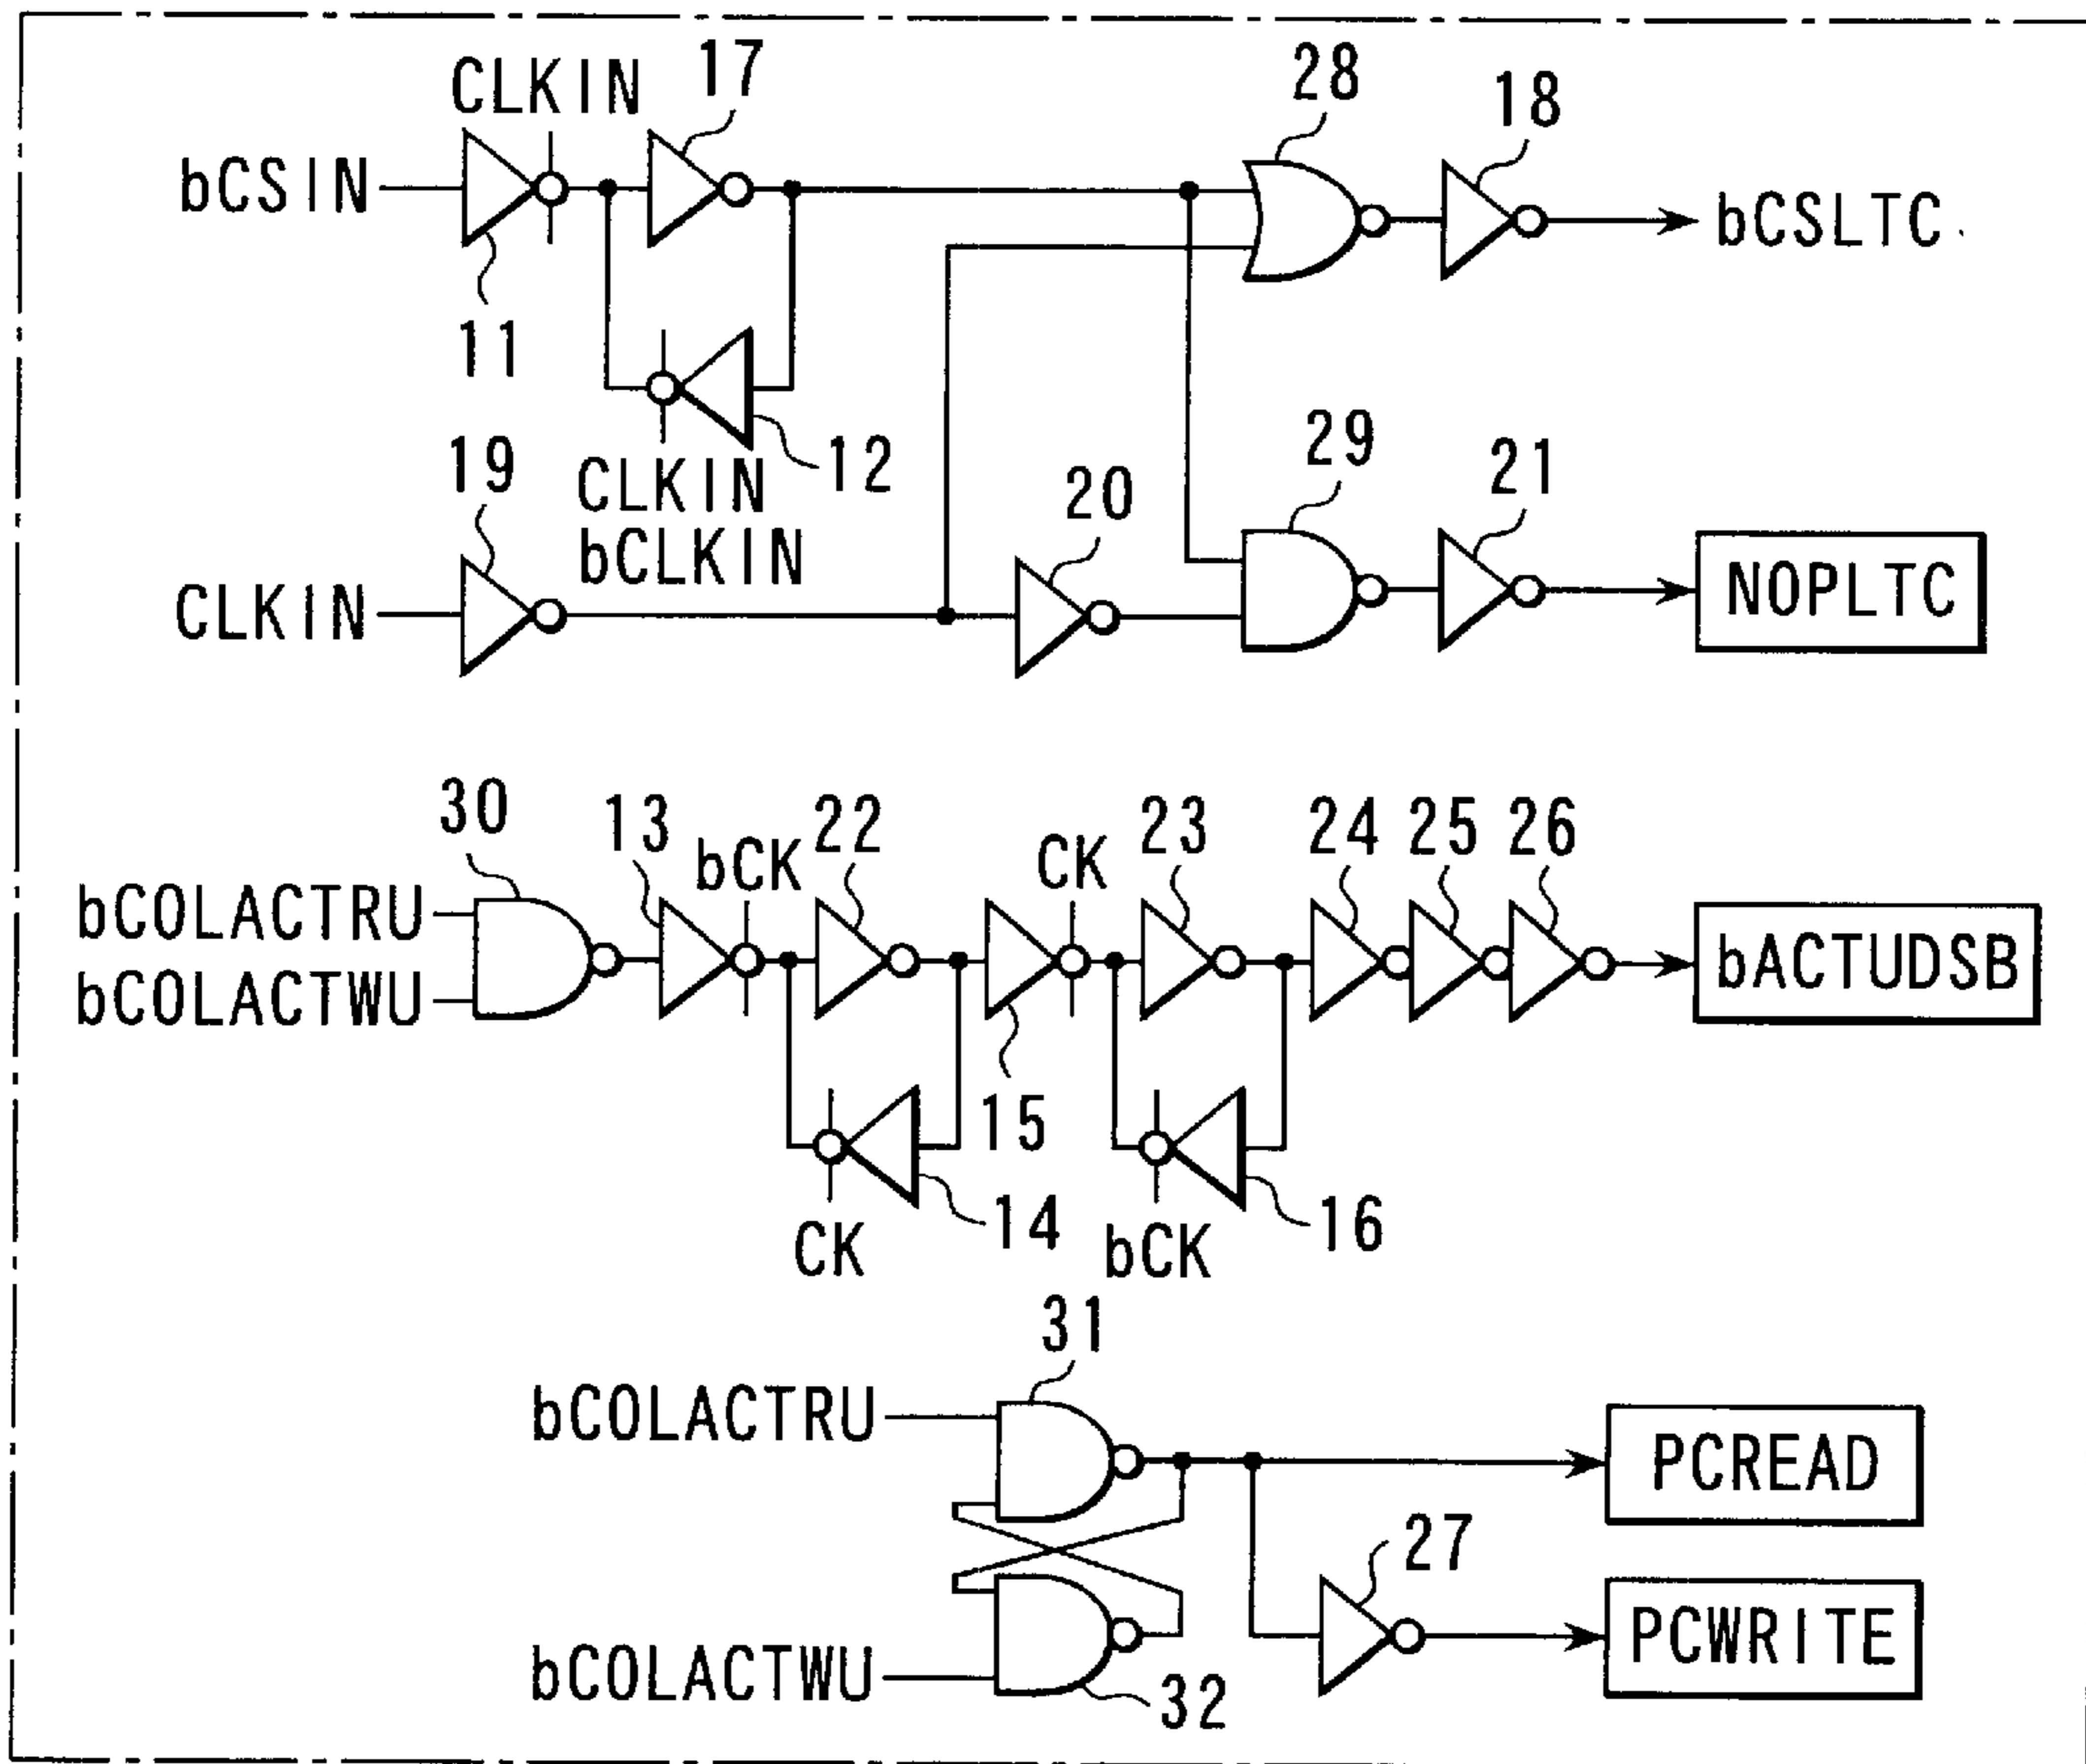 CLKIN
17
28
18
bCSIN
bCSLTC
11
19
CLKIN
bCLKIN
12
20
29
21
CLKIN
NOPLTC
30
13
bCK
22
CK
23
24
25
26
bCOLACTRU
bCOLACTWU
bACTUDSB
15
CK
14
bCK
16
31
bCOLACTRU
PCREAD
27
bCOLACTWU
32
PCWRITE